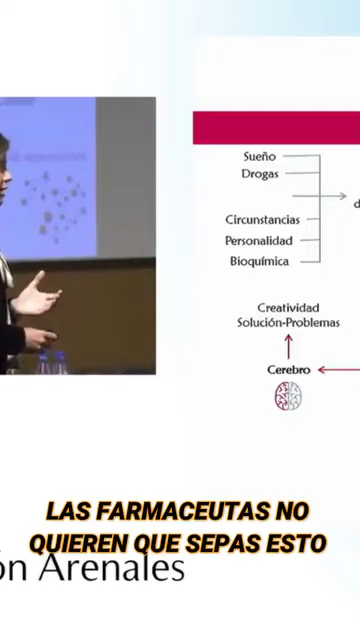 Sueño
Drogas
d
Circunstancias
Personalidad
Bioquímica
Creatividad
Solución-Problemas
Cerebro
LAS FARMACEUTAS NO
QUIEREN QUE SEPAS ESTO
ón Arenales